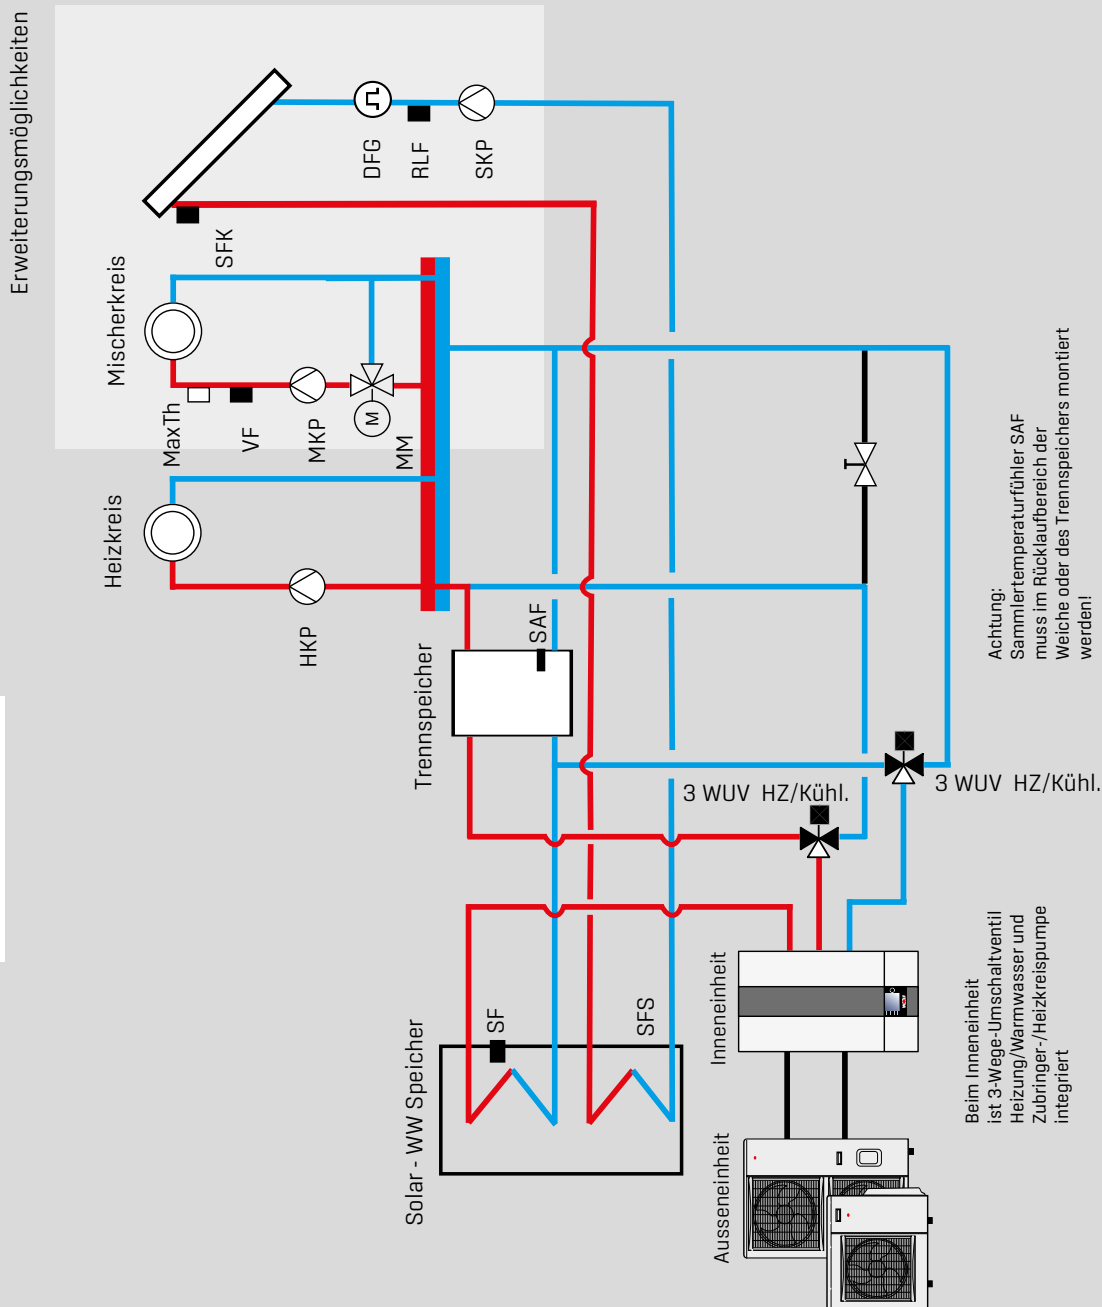 Erweiterungsmöglichkeiten
SFK
DFG
RLF
SKP
Mischerkreis
MaxTh
VF
MKP
M
MM
Heizkreis
HKP
Trennspeicher
SAF
Achtung:
Sammlertemperaturfühler SAF
muss im Rücklaufbereich der
Weiche oder des Trennspeichers montiert
werden!
3 WUV HZ/Kühl.
3 WUV HZ/Kühl.
Solar - WW Speicher
SF
SFS
Inneneinheit
Beim Inneneinheit
ist 3-Wege-Umschaltventil
Heizung/Warmwasser und
Zubringer-/Heizkreispumpe
integriert
Ausseneinheit